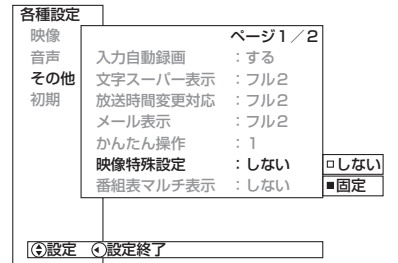 各種設定
映像
音声
その他
初期
ページ1／2
入力自動録画 ：する
文字スーパー表示 ：フル2
放送時間変更対応 ：フル2
メール表示 ：フル2
かんたん操作 ：1
映像特殊設定 ：しない
番組表マルチ表示 ：しない
□しない
■固定
設定 設定終了